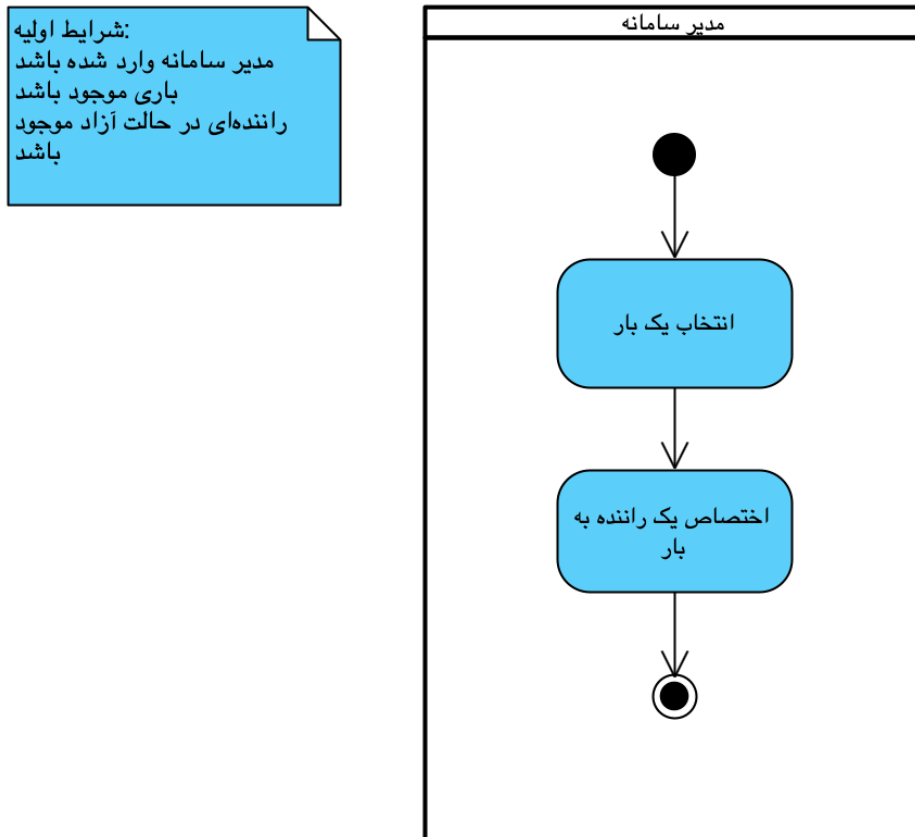 شرایط اولیه:
مدیر سامانه وارد شده باشد
باری موجود باشد
راننده‌ای در حالت آزاد موجود
باشد
مدیر سامانه
انتخاب یک بار
اختصاص یک راننده به
بار